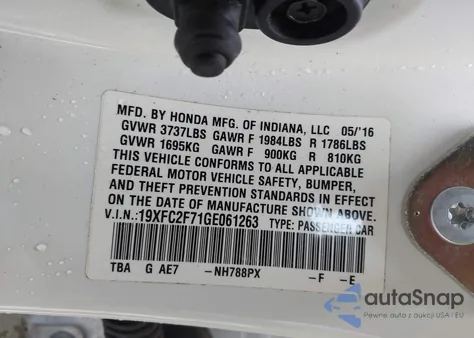 MFD. BY HONDA MFG. OF INDIANA, LLC 05/'16
GVWR 3737LBS GAWR F 1984LBS R 1786LBS
GVWR 1695KG GAWR F 900KG R 810KG
THIS VEHICLE CONFORMS TO ALL APPLICABLE
FEDERAL MOTOR VEHICLE SAFETY, BUMPER,
AND THEFT PREVENTION STANDARDS IN EFFECT
ON THE DATE OF MANUFACTURE SHOWN ABOVE.
V.I.N.:19XFC2F71GE061263 TYPE: PASSENGER CAR
TBA G AE7 -NH788PX -F -E
autoSnap
Pewne auta z aukcji USA i EU